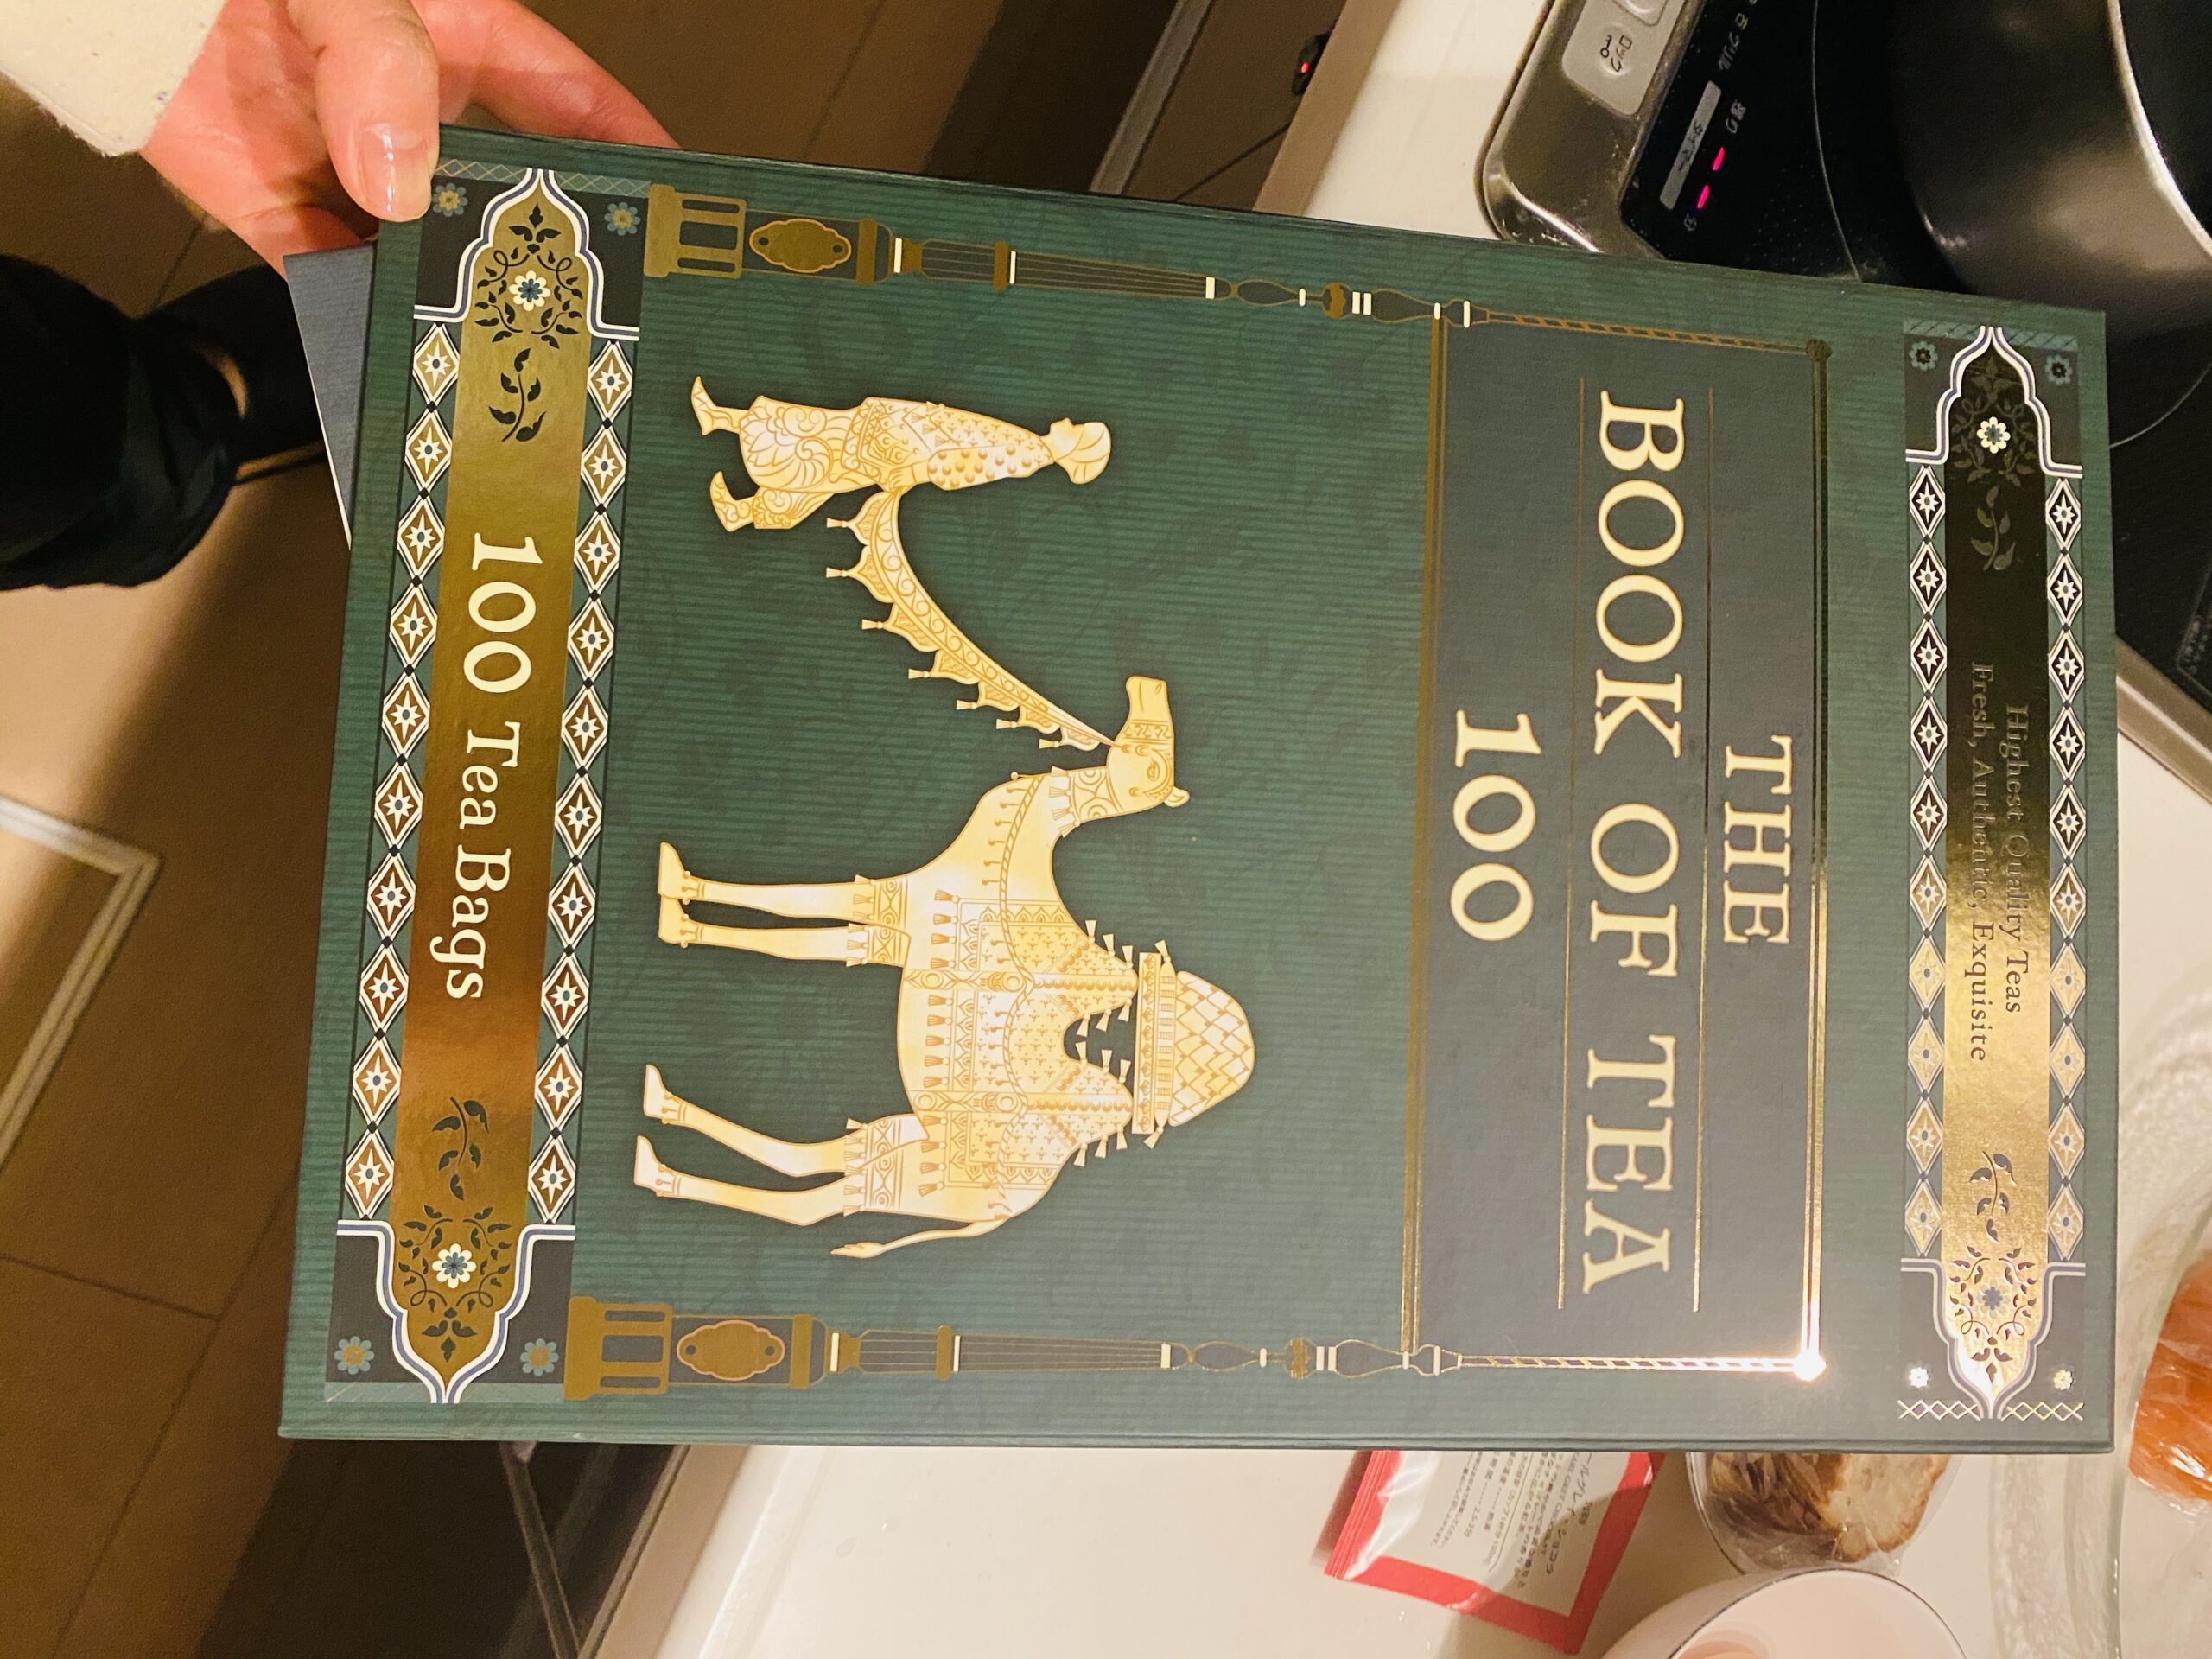 Highest Quality Teas
Fresh, Authentic, Exquisite
THE
BOOK OF TEA
100
100 Tea Bags